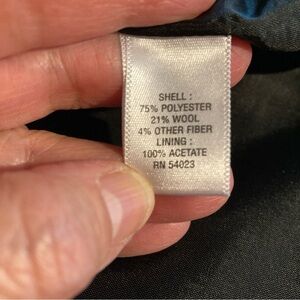 SHELL :
75% POLYESTER
21% WOOL
4% OTHER FIBER
LINING :
100% ACETATE
RN 54023